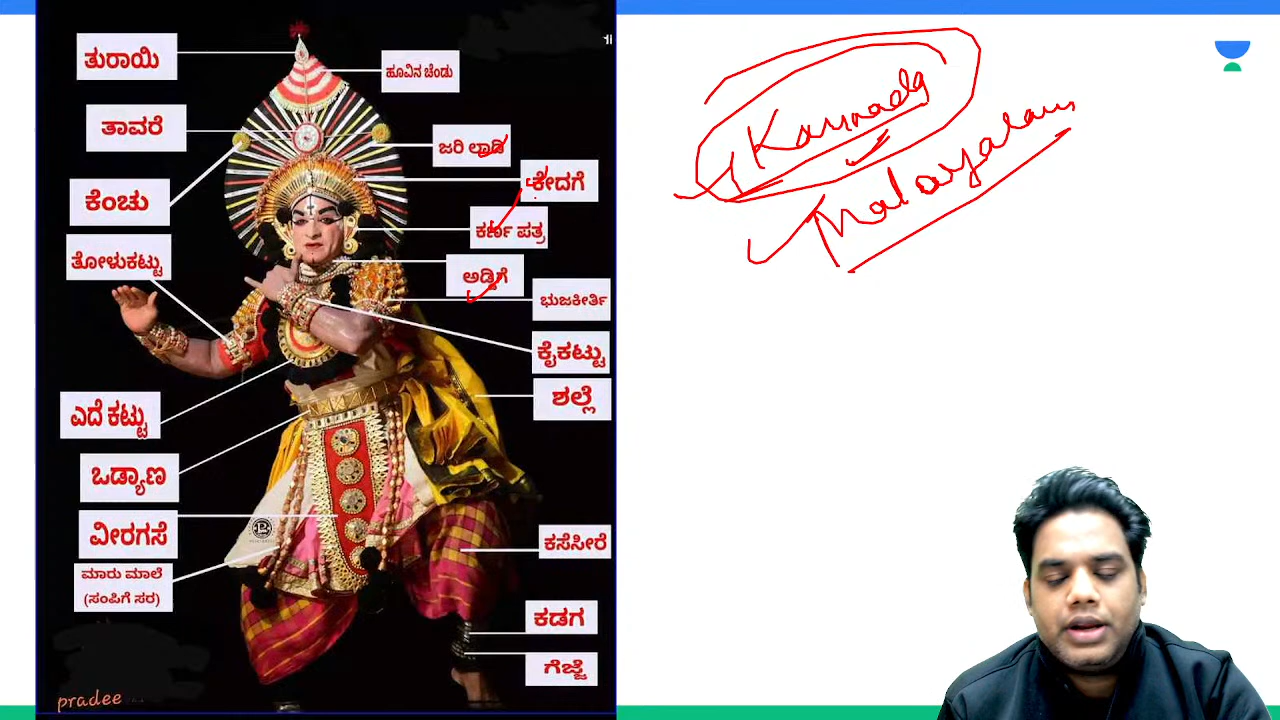 ತುರಾಯಿ
ಹೂವಿನ ಚೆಂಡು
ತಾವರೆ
ಜರಿ ಲಾಡಿ
ಕೇದಗೆ
ಕೆಂಚು
ಕರ್ಣ ಪತ್ರ
ತೋಳುಕಟ್ಟು
ಅಡ್ಡಿಗೆ
ಭುಜಕೀರ್ತಿ
ಕೈಕಟ್ಟು
ಶಲ್ಲೆ
ಎದೆ ಕಟ್ಟು
ಒಡ್ಯಾಣ
ವೀರಗಸೆ
ಕಸೆಸೀರೆ
ಮಾರು ಮಾಲೆ
(ಸಂಪಿಗೆ ಸರ)
ಕಡಗ
ಗೆಜ್ಜೆ
pradee
Kannada
Malayalam